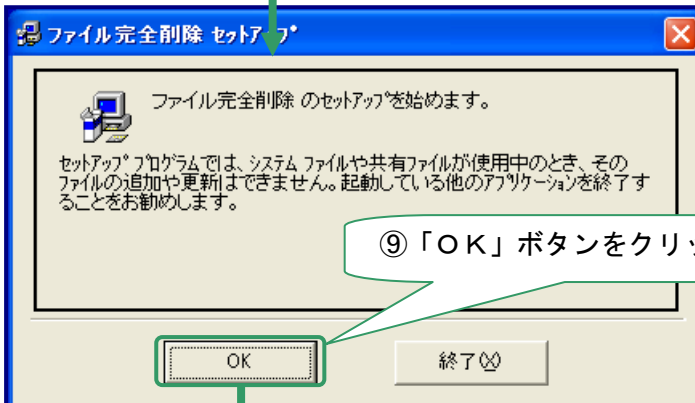 ファイル完全削除 セットアップ
ファイル完全削除 のセットアップを始めます。
セットアップ プログラムでは、システム ファイルや共有ファイルが使用中のとき、その
ファイルの追加や更新はできません。起動している他のアプリケーションを終了す
ることをお勧めします。
⑨「ＯＫ」ボタンをクリッ
OK
終了(X)